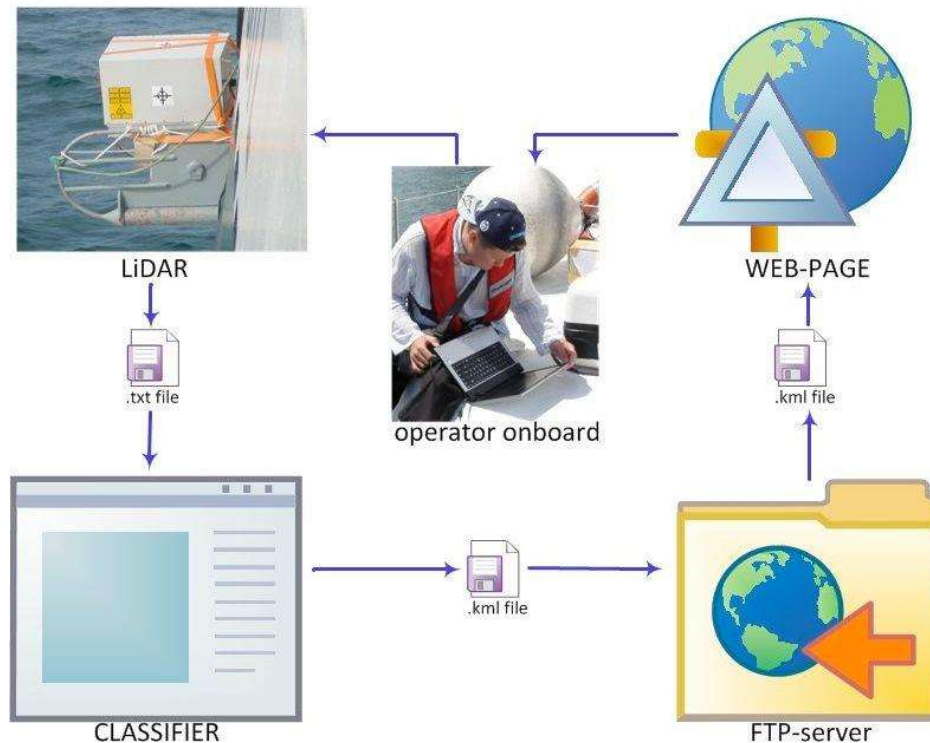 LiDAR
WEB-PAGE
.txt file
.kml file
operator onboard
.kml file
CLASSIFIER
FTP-server